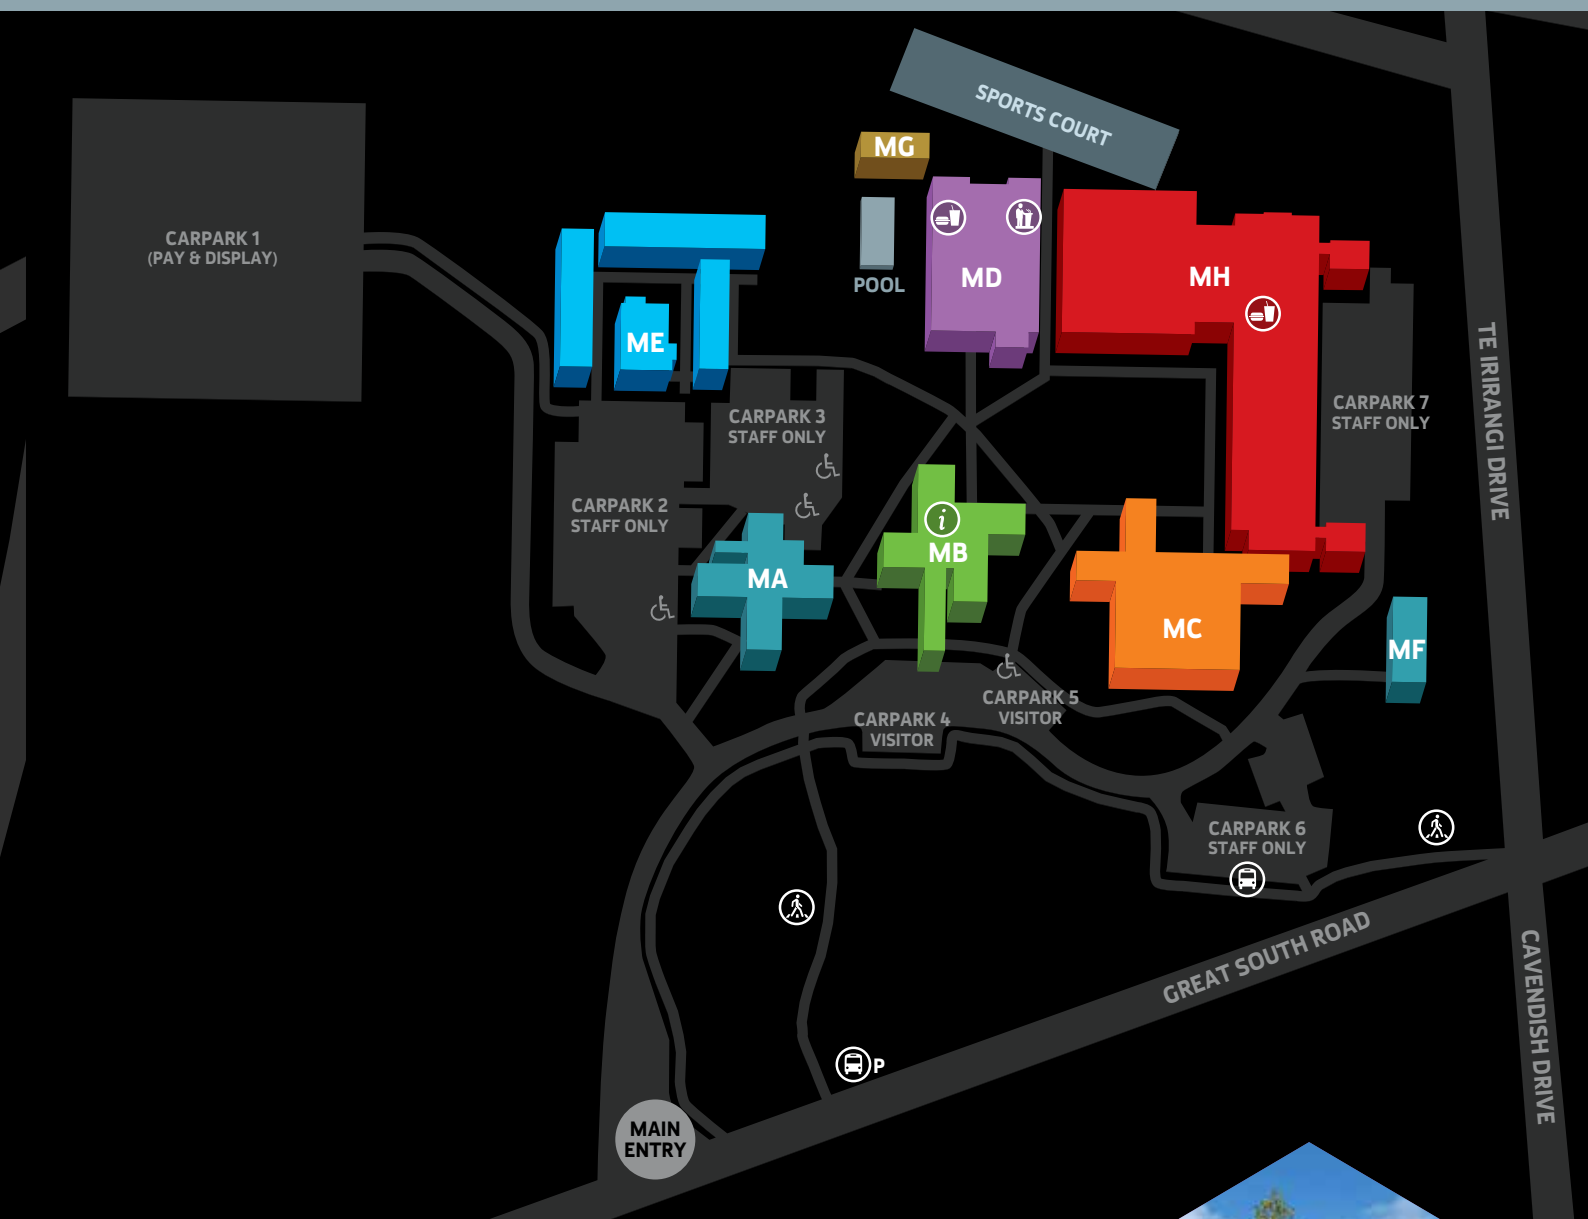 SPORTS COURT
MG
CARPARK 1
(PAY & DISPLAY)
POOL
MD
MH
ME
CARPARK 3
STAFF ONLY
CARPARK 7
STAFF ONLY
TE IRIRANGI DRIVE
CARPARK 2
STAFF ONLY
i
MB
MA
MC
MF
CARPARK 5
VISITOR
CARPARK 4
VISITOR
CARPARK 6
STAFF ONLY
GREAT SOUTH ROAD
CAVENDISH DRIVE
P
MAIN
ENTRY